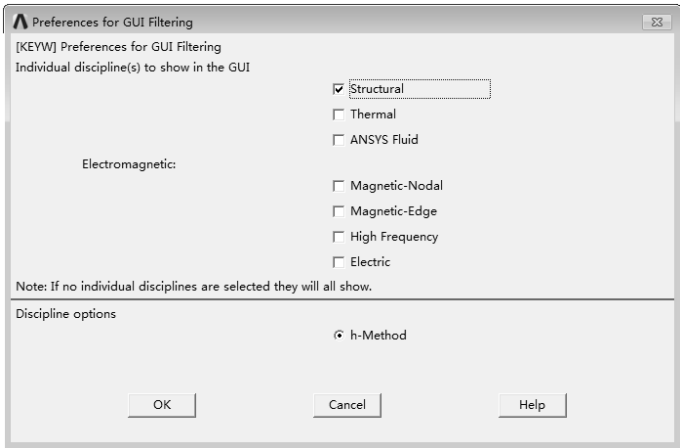 Preferences for GUI Filtering
[KEYW] Preferences for GUI Filtering
Individual discipline(s) to show in the GUI
Structural
Thermal
ANSYS Fluid
Electromagnetic:
Magnetic-Nodal
Magnetic-Edge
High Frequency
Electric
Note: If no individual disciplines are selected they will all show.
Discipline options
h-Method
OK Cancel Help